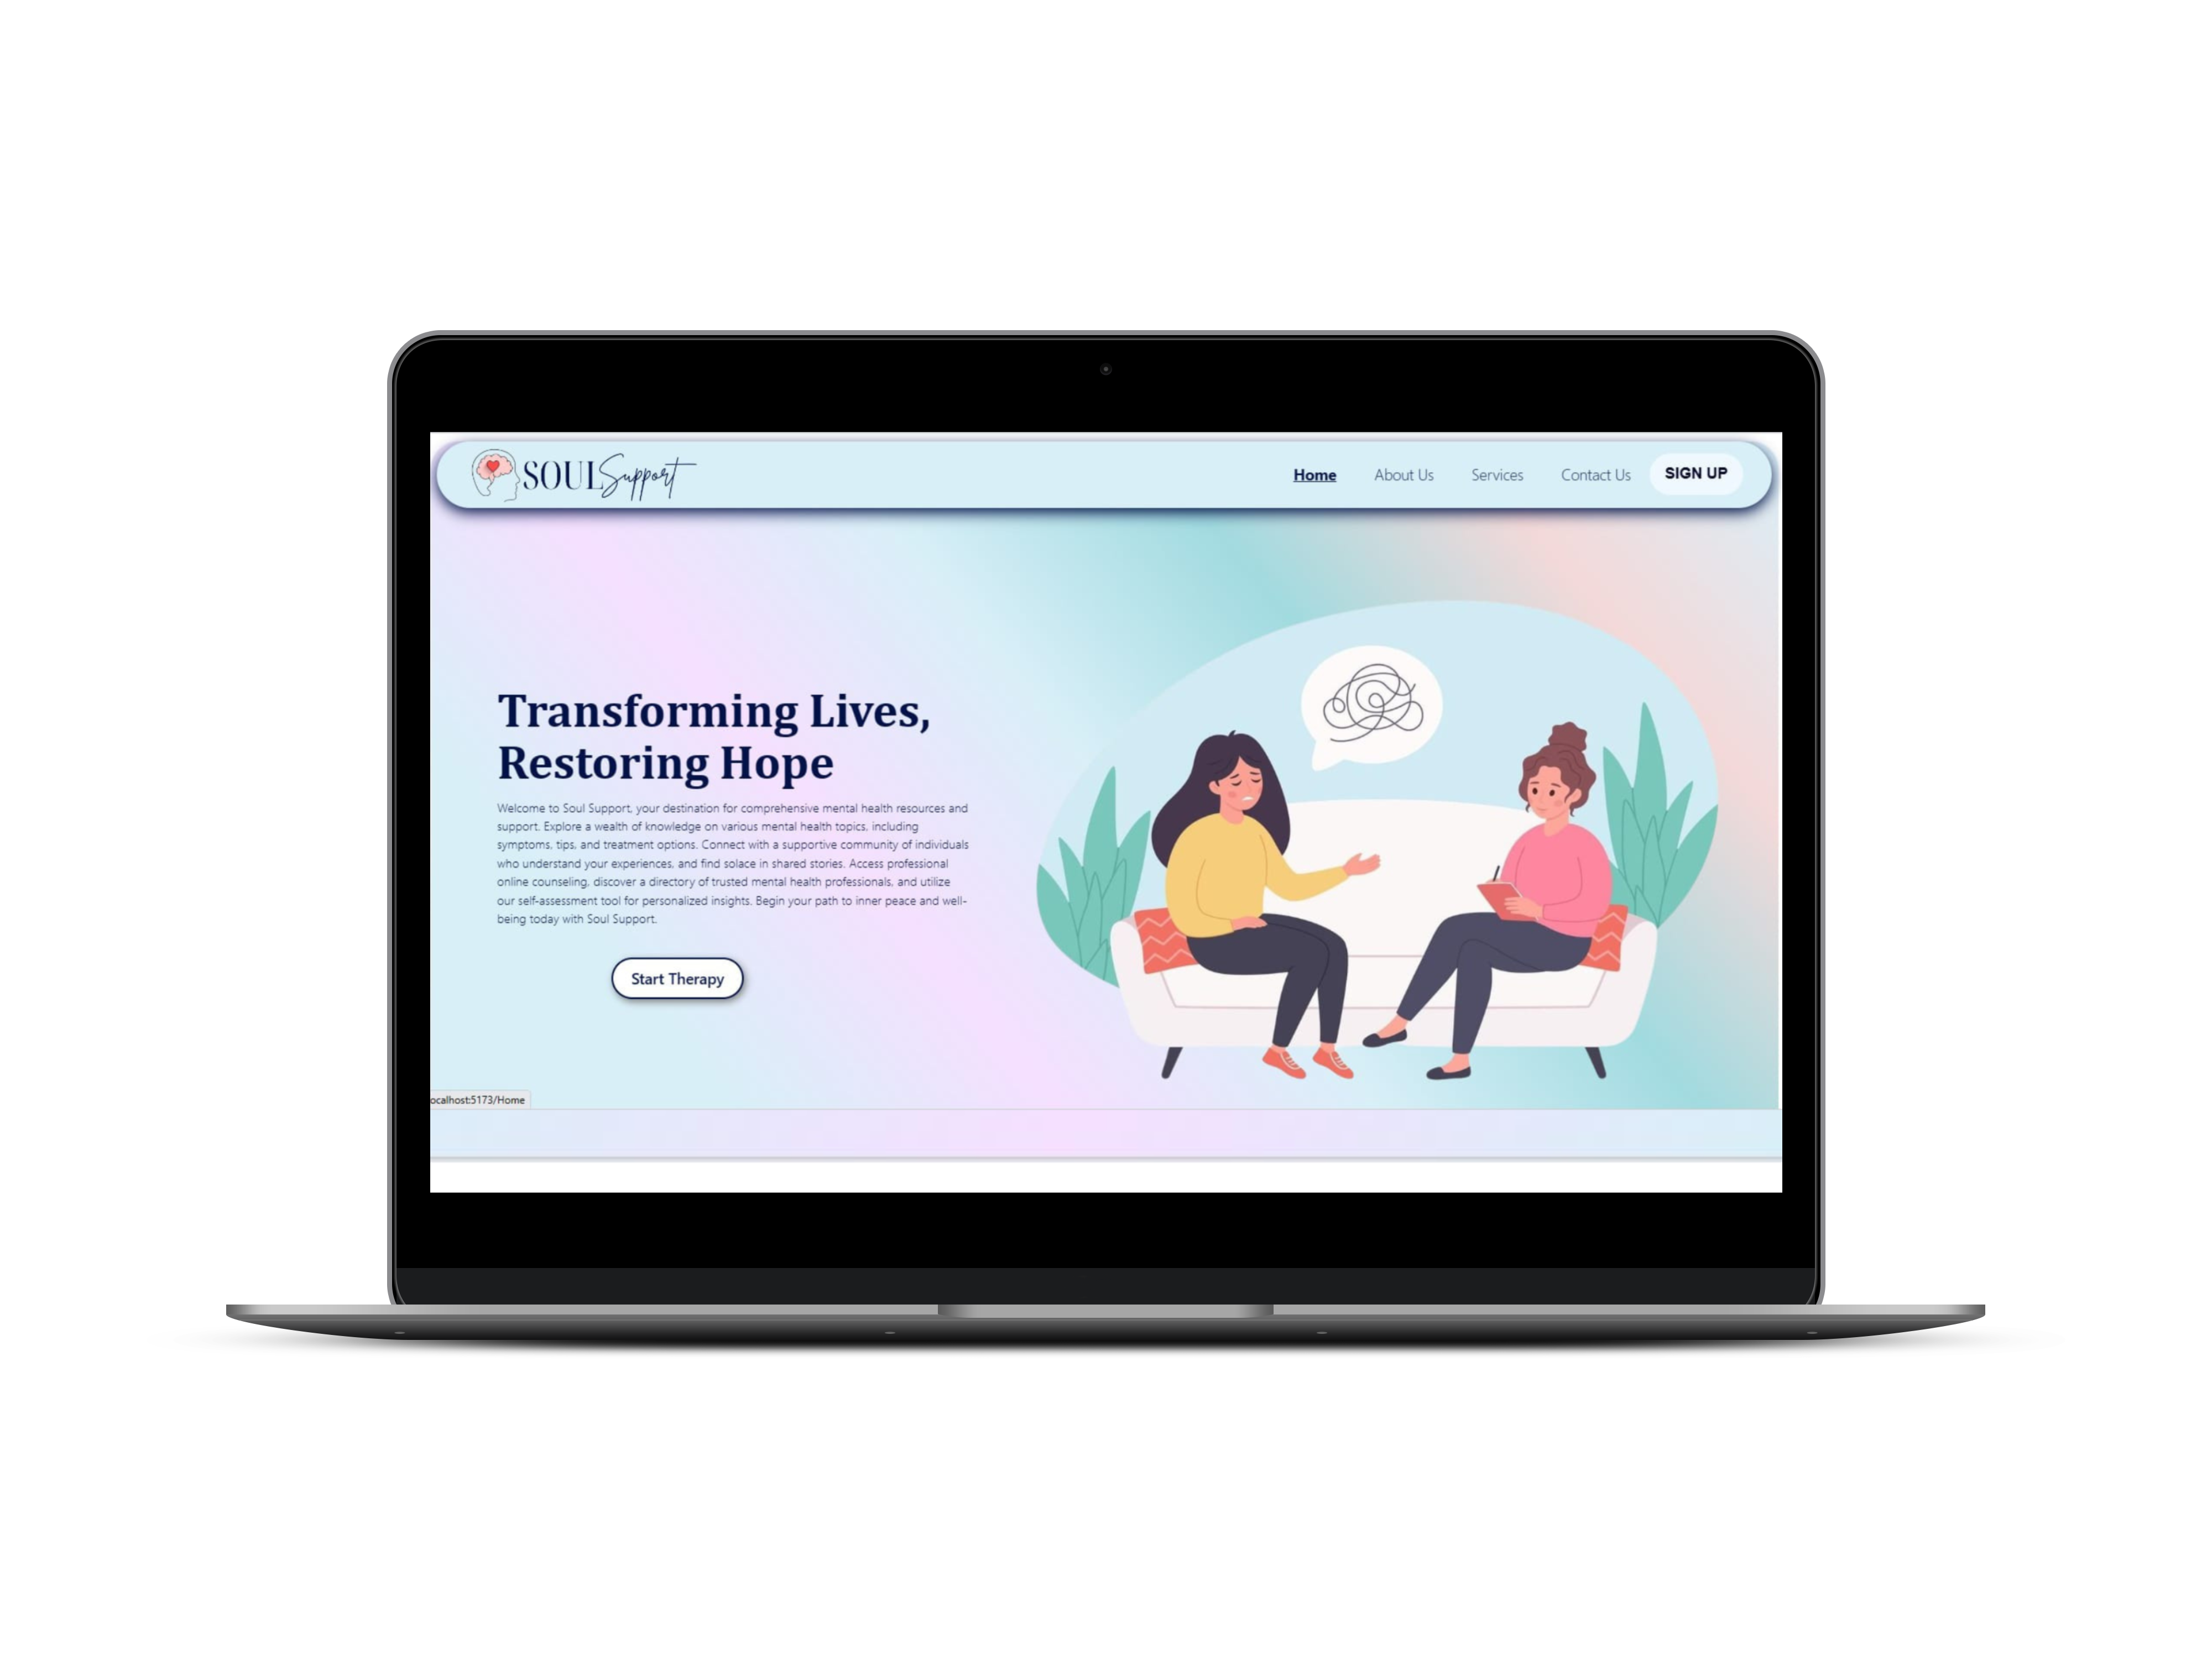 SOUL Support
Home About Us Services Contact Us SIGN UP
Transforming Lives,
Restoring Hope
Welcome to Soul Support, your destination for comprehensive mental health resources and
support. Explore a wealth of knowledge on various mental health topics, including
symptoms, tips, and treatment options. Connect with a supportive community of individuals
who understand your experiences, and find solace in shared stories. Access professional
online counseling, discover a directory of trusted mental health professionals, and utilize
our self-assessment tool for personalized insights. Begin your path to inner peace and well-
being today with Soul Support.
Start Therapy
ocalhost:5173/Home